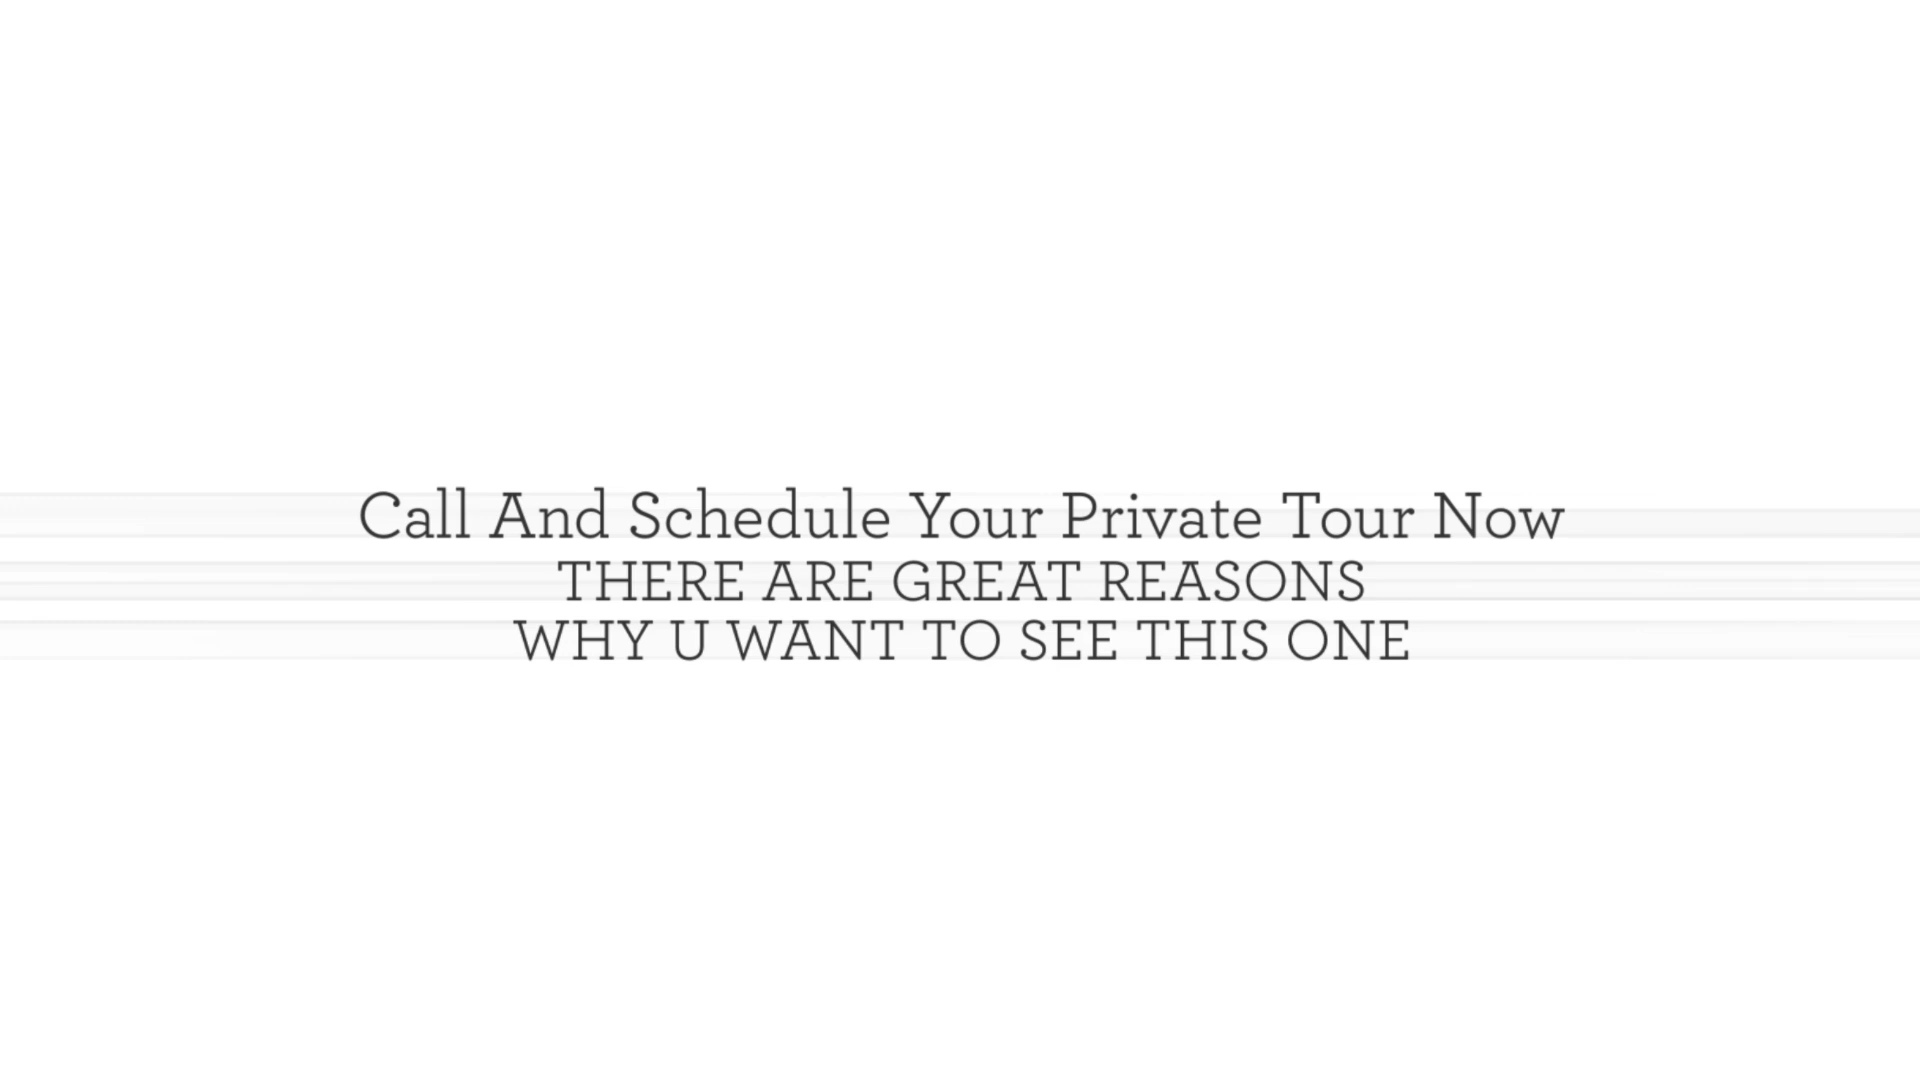 Call And Schedule Your Private Tour Now
THERE ARE GREAT REASONS
WHY U WANT TO SEE THIS ONE